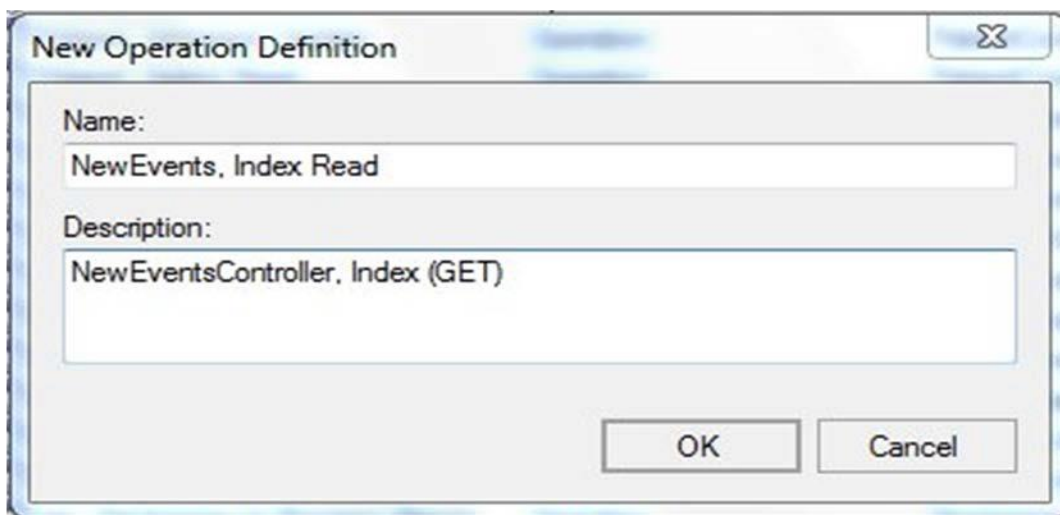 New Operation Definition
Name:
NewEvents, Index Read
Description:
NewEventsController, Index (GET)
OK
Cancel